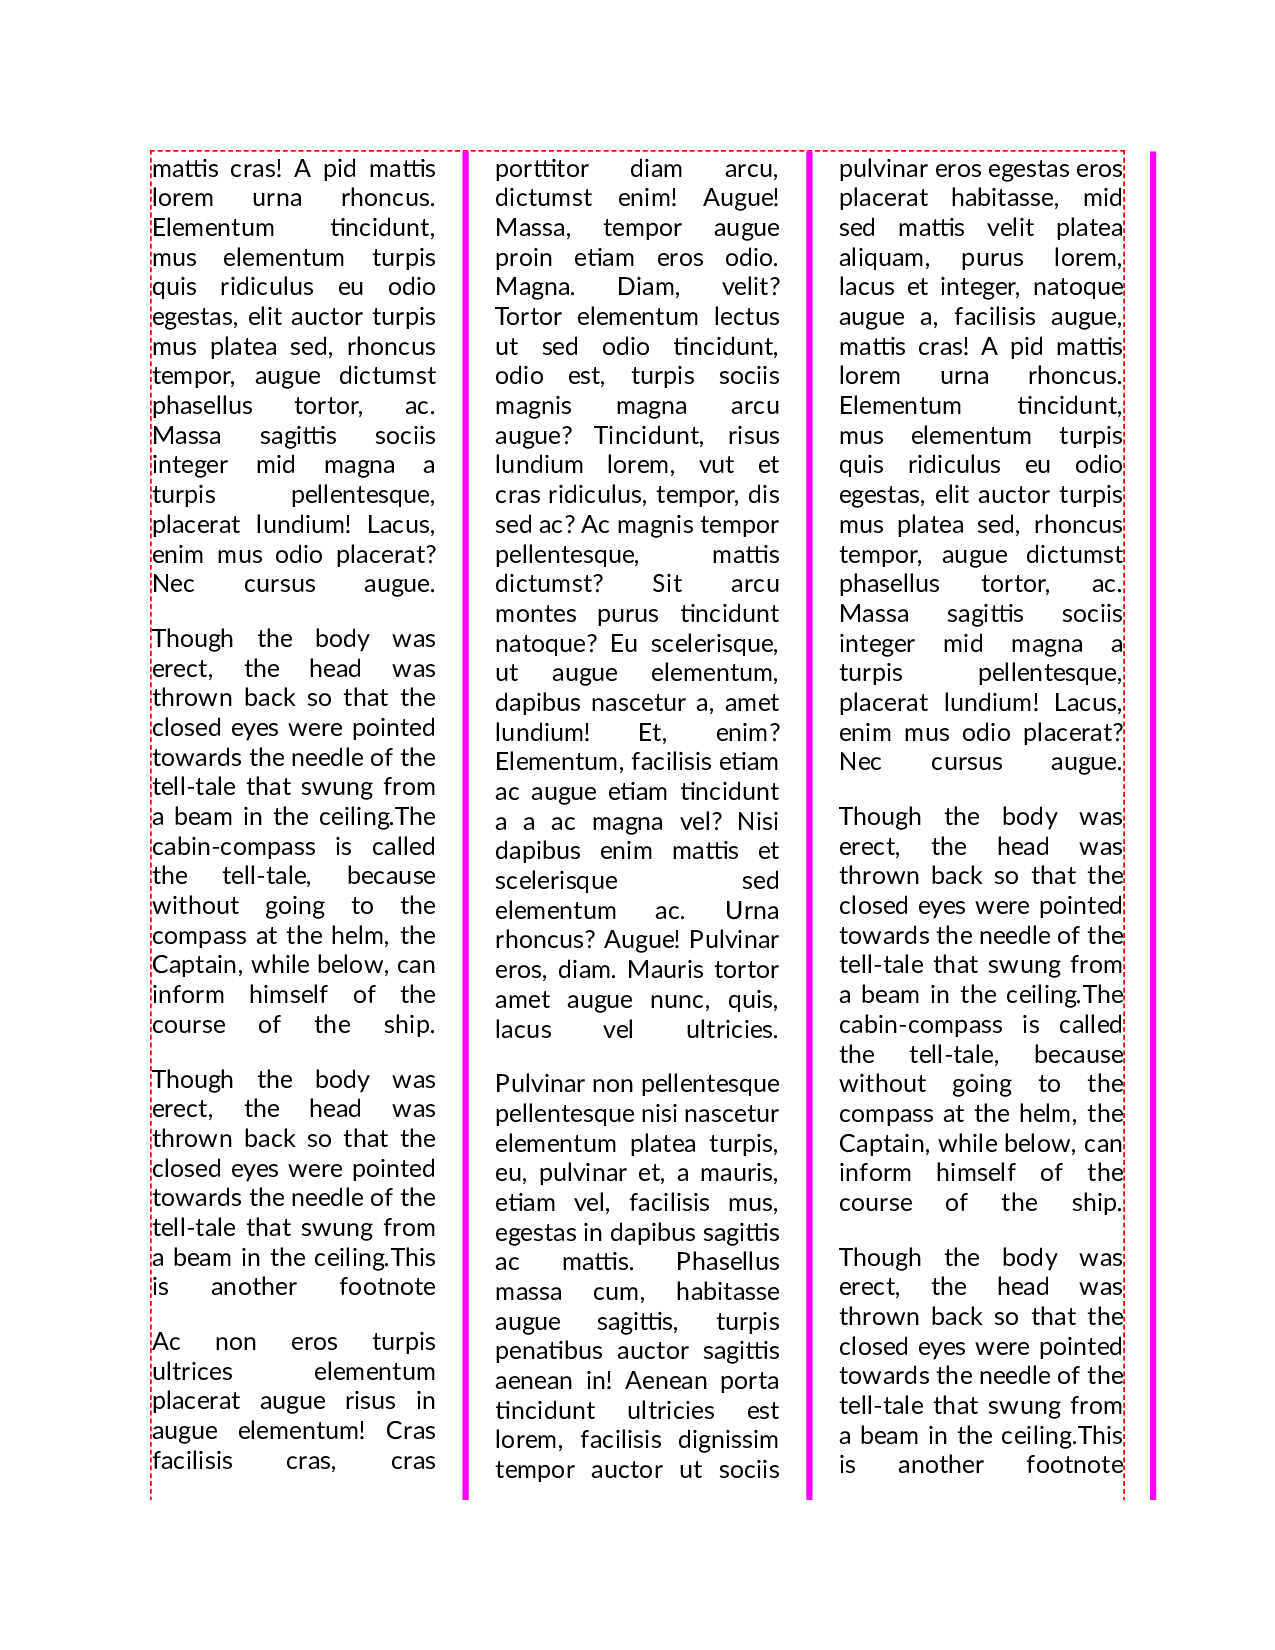 mattis cras! A pid mattis
lorem urna rhoncus.
Elementum tincidunt,
mus elementum turpis
quis ridiculus eu odio
egestas, elit auctor turpis
mus platea sed, rhoncus
tempor, augue dictumst
phasellus tortor, ac.
Massa sagittis sociis
integer mid magna a
turpis pellentesque,
placerat lundium! Lacus,
enim mus odio placerat?
Nec cursus augue.
Though the body was
erect, the head was
thrown back so that the
closed eyes were pointed
towards the needle of the
tell-tale that swung from
a beam in the ceiling.The
cabin-compass is called
the tell-tale, because
without going to the
compass at the helm, the
Captain, while below, can
inform himself of the
course of the ship.
Though the body was
erect, the head was
thrown back so that the
closed eyes were pointed
towards the needle of the
tell-tale that swung from
a beam in the ceiling.This
is another footnote
Ac non eros turpis
ultrices elementum
placerat augue risus in
augue elementum! Cras
facilisis cras, cras
porttitor diam arcu,
dictumst enim! Augue!
Massa, tempor augue
proin etiam eros odio.
Magna. Diam, velit?
Tortor elementum lectus
ut sed odio tincidunt,
odio est, turpis sociis
magnis magna arcu
augue? Tincidunt, risus
lundium lorem, vut et
cras ridiculus, tempor, dis
sed ac? Ac magnis tempor
pellentesque, mattis
dictumst? Sit arcu
montes purus tincidunt
natoque? Eu scelerisque,
ut augue elementum,
dapibus nascetur a, amet
lundium! Et, enim?
Elementum, facilisis etiam
ac augue etiam tincidunt
a a ac magna vel? Nisi
dapibus enim mattis et
scelerisque sed
elementum ac. Urna
rhoncus? Augue! Pulvinar
eros, diam. Mauris tortor
amet augue nunc, quis,
lacus vel ultricies.
Pulvinar non pellentesque
pellentesque nisi nascetur
elementum platea turpis,
eu, pulvinar et, a mauris,
etiam vel, facilisis mus,
egestas in dapibus sagittis
ac mattis. Phasellus
massa cum, habitasse
augue sagittis, turpis
penatibus auctor sagittis
aenean in! Aenean porta
tincidunt ultricies est
lorem, facilisis dignissim
tempor auctor ut sociis
pulvinar eros egestas eros
placerat habitasse, mid
sed mattis velit platea
aliquam, purus lorem,
lacus et integer, natoque
augue a, facilisis augue,
mattis cras! A pid mattis
lorem urna rhoncus.
Elementum tincidunt,
mus elementum turpis
quis ridiculus eu odio
egestas, elit auctor turpis
mus platea sed, rhoncus
tempor, augue dictumst
phasellus tortor, ac.
Massa sagittis sociis
integer mid magna a
turpis pellentesque,
placerat lundium! Lacus,
enim mus odio placerat?
Nec cursus augue.
Though the body was
erect, the head was
thrown back so that the
closed eyes were pointed
towards the needle of the
tell-tale that swung from
a beam in the ceiling.The
cabin-compass is called
the tell-tale, because
without going to the
compass at the helm, the
Captain, while below, can
inform himself of the
course of the ship.
Though the body was
erect, the head was
thrown back so that the
closed eyes were pointed
towards the needle of the
tell-tale that swung from
a beam in the ceiling.This
is another footnote